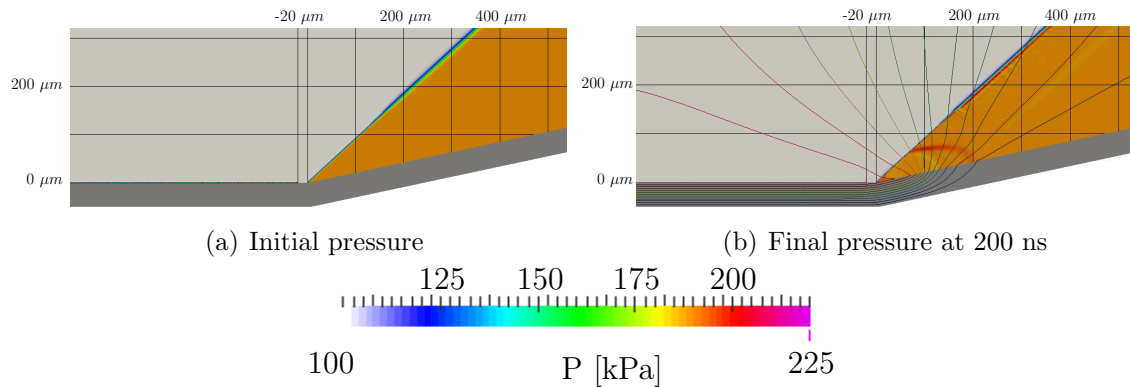 -20 μm 200 μm 400 μm
200 μm
0 μm
-20 μm 200 μm 400 μm
200 μm
0 μm
(a) Initial pressure
(b) Final pressure at 200 ns
125 150 175 200
100 P [kPa] 225